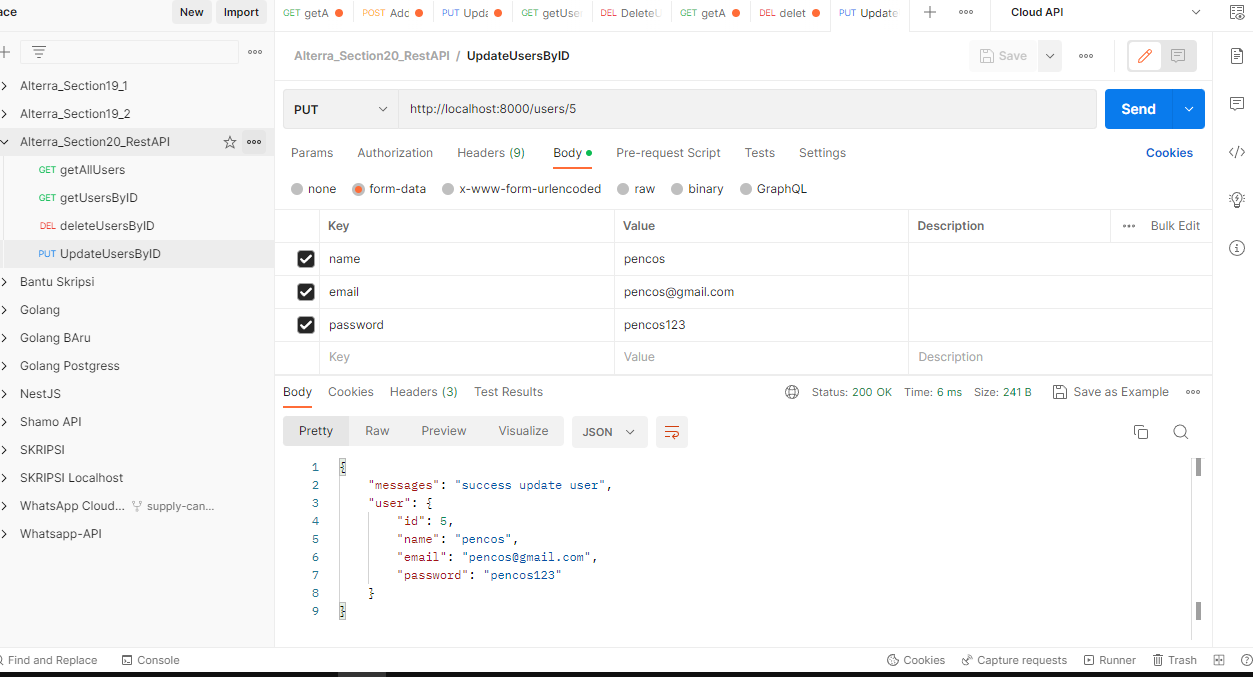 ace New Import GET getA POST Adc PUT Upda GET getUse DEL DeleteU GET getA DEL delet PUT Update Cloud API
Alterra_Section20_RestAPI / UpdateUsersByID Save
PUT http://localhost:8000/users/5 Send
Params Authorization Headers (9) Body Pre-request Script Tests Settings Cookies
none form-data x-www-form-urlencoded raw binary GraphQL
Key Value Description Bulk Edit
name pencos
email pencos@gmail.com
password pencos123
Key Value Description
Alterra_Section19_1
Alterra_Section19_2
Alterra_Section20_RestAPI
GET getAllUsers
GET getUsersByID
DEL deleteUsersByID
PUT UpdateUsersByID
Bantu Skripsi
Golang
Golang BAru
Golang Postgress
NestJS
Shamo API
SKRIPSI
SKRIPSI Localhost
WhatsApp Cloud... supply-can...
Whatsapp-API
Body Cookies Headers (3) Test Results Status: 200 OK Time: 6 ms Size: 241 B Save as Example
Pretty Raw Preview Visualize JSON
1 {
2 "messages": "success update user",
3 "user": {
4 "id": 5,
5 "name": "pencos",
6 "email": "pencos@gmail.com",
7 "password": "pencos123"
8 }
9 }
Find and Replace Console Cookies Capture requests Runner Trash